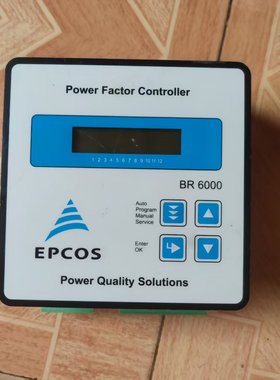 Power Factor Controller
1 2 3 4 5 6 7 8 9 10 11 12
BR 6000
Auto
Program
Manual
Service
Enter
OK
EPCOS
Power Quality Solutions